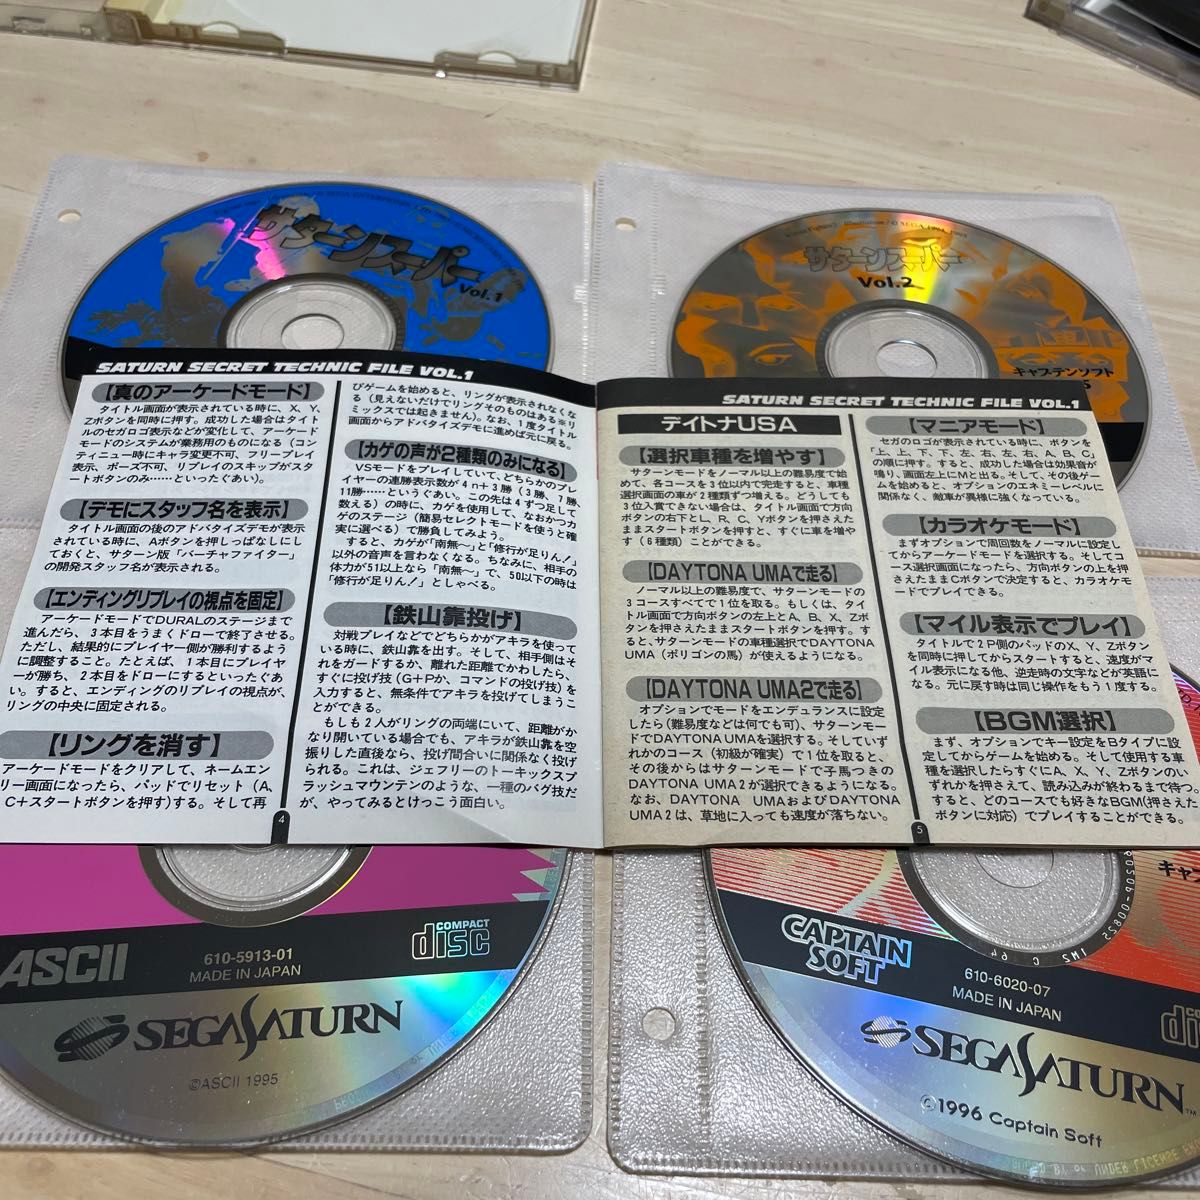 サターンスーパー
Vol.1
サターンスーパー
Vol.2
キャプテンソフト
SATURN SECRET TECHNIC FILE VOL.1
【真のアーケードモード】
タイトル画面が表示されている時に、X、Y、
Zボタンを同時に押す。成功した場合はタイト
ルのセガロゴ表示などが変化して、アーケード
モードのシステムが業務用のものになる（コン
ティニュー時にキャラ変更不可、フリープレイ
表示、ポーズ不可、リプレイのスキップがスタ
ートボタンのみ……といったぐあい）。
【デモにスタッフ名を表示】
タイトル画面の後のアドバタイズデモが表示
されている時に、Aボタンを押しっぱなしにし
ておくと、サターン版「バーチャファイター」
の開発スタッフ名が表示される。
【エンディングリプレイの視点を固定】
アーケードモードでDURALのステージまで
進んだら、3本目をうまくドローで終了させる。
ただし、結果的にプレイヤー側が勝利するよう
に調整すること。たとえば、1本目にプレイヤ
ーが勝ち、2本目をドローにするといったぐあ
い。すると、エンディングのリプレイの視点が、
リングの中央に固定される。
【リングを消す】
アーケードモードをクリアして、ネームエン
リー画面になったら、パッドでリセット（A、
C+スタートボタンを押す）する。そして再
びゲームを始めると、リングが表示されなくな
る（見えないだけでリングそのものはある※リ
ミックスでは起きません）。なお、1度タイトル
画面からアドバタイズデモに進めば元に戻る。
【カゲの声が2種類のみになる】
VSモードをプレイしていて、どちらかのプレ
イヤーの連勝表示数が4n+3勝（3勝、7勝、
11勝……というぐあい。この先は4ずつ足して
数える）の時に、カゲを使用して、なおかつカ
ゲのステージ（簡易セレクトモードを使うと確
実に選べる）で勝負してみよう。
すると、カゲが「南無〜」と「修行が足りん!」
以外の音声を言わなくなる。ちなみに、相手の
体力が51以上なら「南無〜」で、50以下の時は
「修行が足りん!」としゃべる。
【鉄山靠投げ】
対戦プレイなどでどちらかがアキラを使って
いる時に、鉄山靠を出す。そして、相手側はそ
れをガードするか、離れた距離でかわしたら、
すぐに投げ技（G+Pか、コマンドの投げ技）を
入力すると、無条件でアキラを投げてしまうこ
とができる。
もしも2人がリングの両端にいて、距離がか
なり開いている場合でも、アキラが鉄山靠を空
振りした直後なら、投げ間合いに関係なく投げ
られる。これは、ジェフリーのトーキックスプ
ラッシュマウンテンのような、一種のバグ技だ
が、やってみるとけっこう面白い。
4
SATURN SECRET TECHNIC FILE VOL.1
デイトナUSA
【選択車種を増やす】
サターンモードをノーマル以上の難易度で始
めて、各コースを3位以内で完走すると、車種
選択画面の車が2種類ずつ増える。どうしても
3位入賞できない場合は、タイトル画面で方向
ボタンの右下とL、R、C、Yボタンを押さえた
ままスタートボタンを押すと、すぐに車を増や
す（6種類）ことができる。
【DAYTONA UMAで走る】
ノーマル以上の難易度で、サターンモードの
3コースすべてで1位を取る。もしくは、タイ
トル画面で方向ボタンの左上とA、B、X、Zボ
タンを押さえたままスタートボタンを押す。す
ると、サターンモードの車種選択でDAYTONA
UMA（ポリゴンの馬）が使えるようになる。
【DAYTONA UMA2で走る】
オプションでモードをエンデュランスに設定
したら（難易度などは何でも可）、サターンモー
ドでDAYTONA UMAを選択する。そしていず
れかのコース（初級が確実）で1位を取ると、
その後からはサターンモードで子馬つきの
DAYTONA UMA2が選択できるようになる。
なお、DAYTONA UMAおよびDAYTONA
UMA2は、草地に入っても速度が落ちない。
【マニアモード】
セガのロゴが表示されている時に、ボタンを
「上、上、下、下、左、右、左、右、A、B、C」
の順に押す。すると、成功した場合は効果音が
鳴り、画面左上にNと出る。そして、その後ゲ
ームを始めると、オプションのエネミーレベルに
関係なく、敵車が異様に強くなっている。
【カラオケモード】
まずオプションで周回数をノーマルに設定し
てからアーケードモードを選択する。そしてコ
ース選択画面になったら、方向ボタンの上を押
さえたままCボタンで決定すると、カラオケモ
ードでプレイできる。
【マイル表示でプレイ】
タイトルで2P側のパッドのX、Y、Zボタン
を同時に押してからスタートすると、速度がマ
イル表示になる他、逆走時の文字などが英語に
なる。元に戻す時は同じ操作をもう1度する。
【BGM選択】
まず、オプションでキー設定をBタイプに設
定してからゲームを始める。そして使用する車
種を選択したらすぐにA、X、Y、Zボタンのい
ずれかを押さえて、読み込みが終わるまで待つ。
すると、どのコースでも好きなBGM（押さえた
ボタンに対応）でプレイすることができる。
5
ASCII
610-5913-01
MADE IN JAPAN
COMPACT
disc
SEGA SATURN
©ASCII 1995
CAPTAIN
SOFT
610-6020-07
MADE IN JAPAN
SEGA SATURN
TM
©1996 Captain Soft